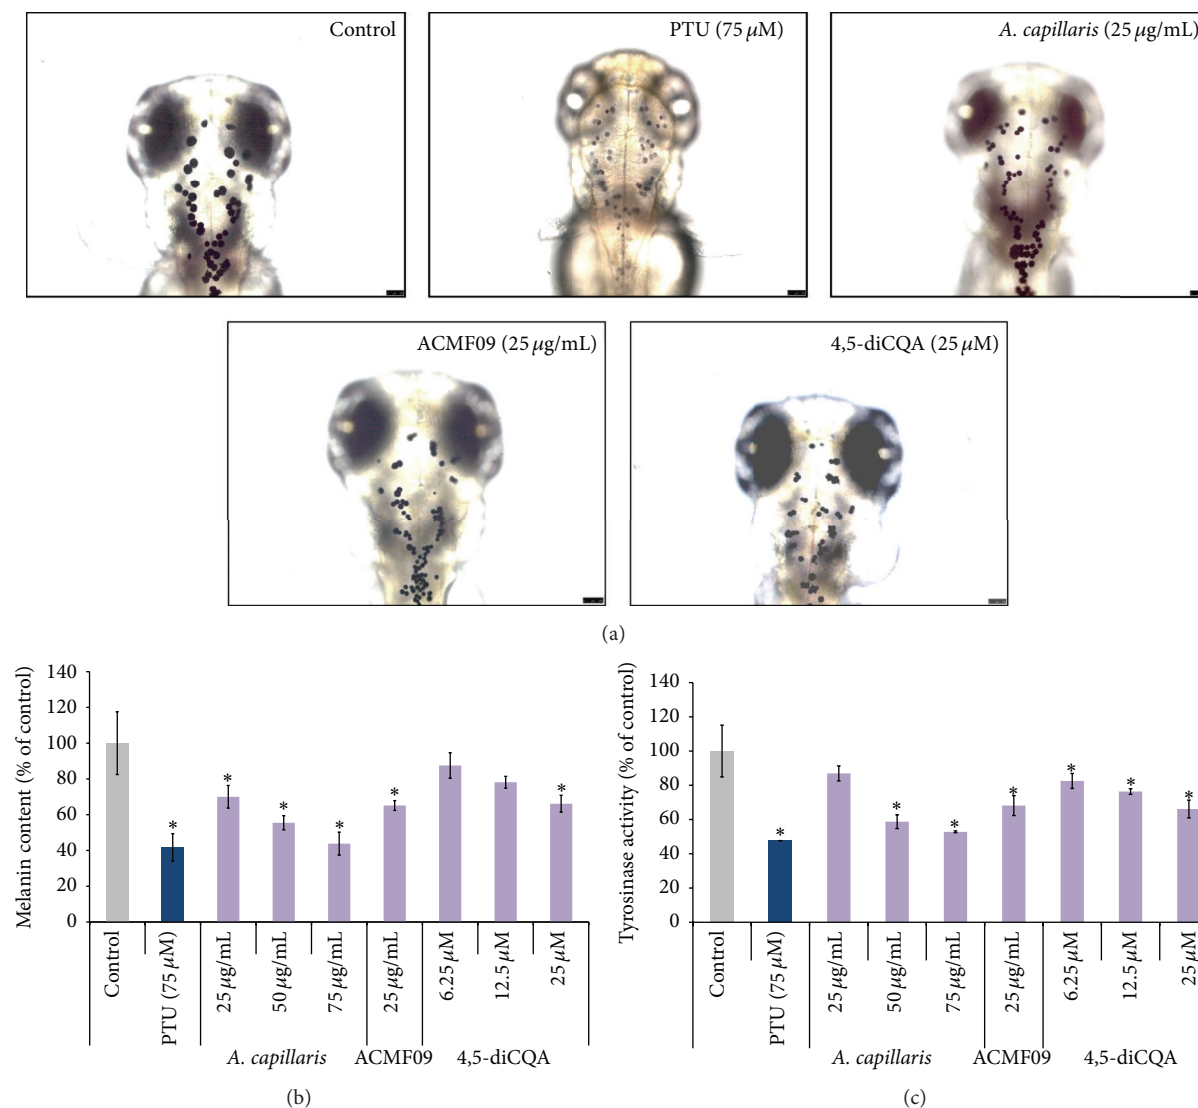 Control
PTU (75 μM)
A. capillaris (25 μg/mL)
ACMF09 (25 μg/mL)
4,5-diCQA (25 μM)
(a)
Melanin content (% of control)
140
120
100
80
60
40
20
0
*
*
*
*
*
*
Control
PTU (75 μM)
25 μg/mL
50 μg/mL
75 μg/mL
25 μg/mL
6.25 μM
12.5 μM
25 μM
A. capillaris
ACMF09
4,5-diCQA
(b)
Tyrosinase activity (% of control)
140
120
100
80
60
40
20
0
*
*
*
*
*
*
*
Control
PTU (75 μM)
25 μg/mL
50 μg/mL
75 μg/mL
25 μg/mL
6.25 μM
12.5 μM
25 μM
A. capillaris
ACMF09
4,5-diCQA
(c)